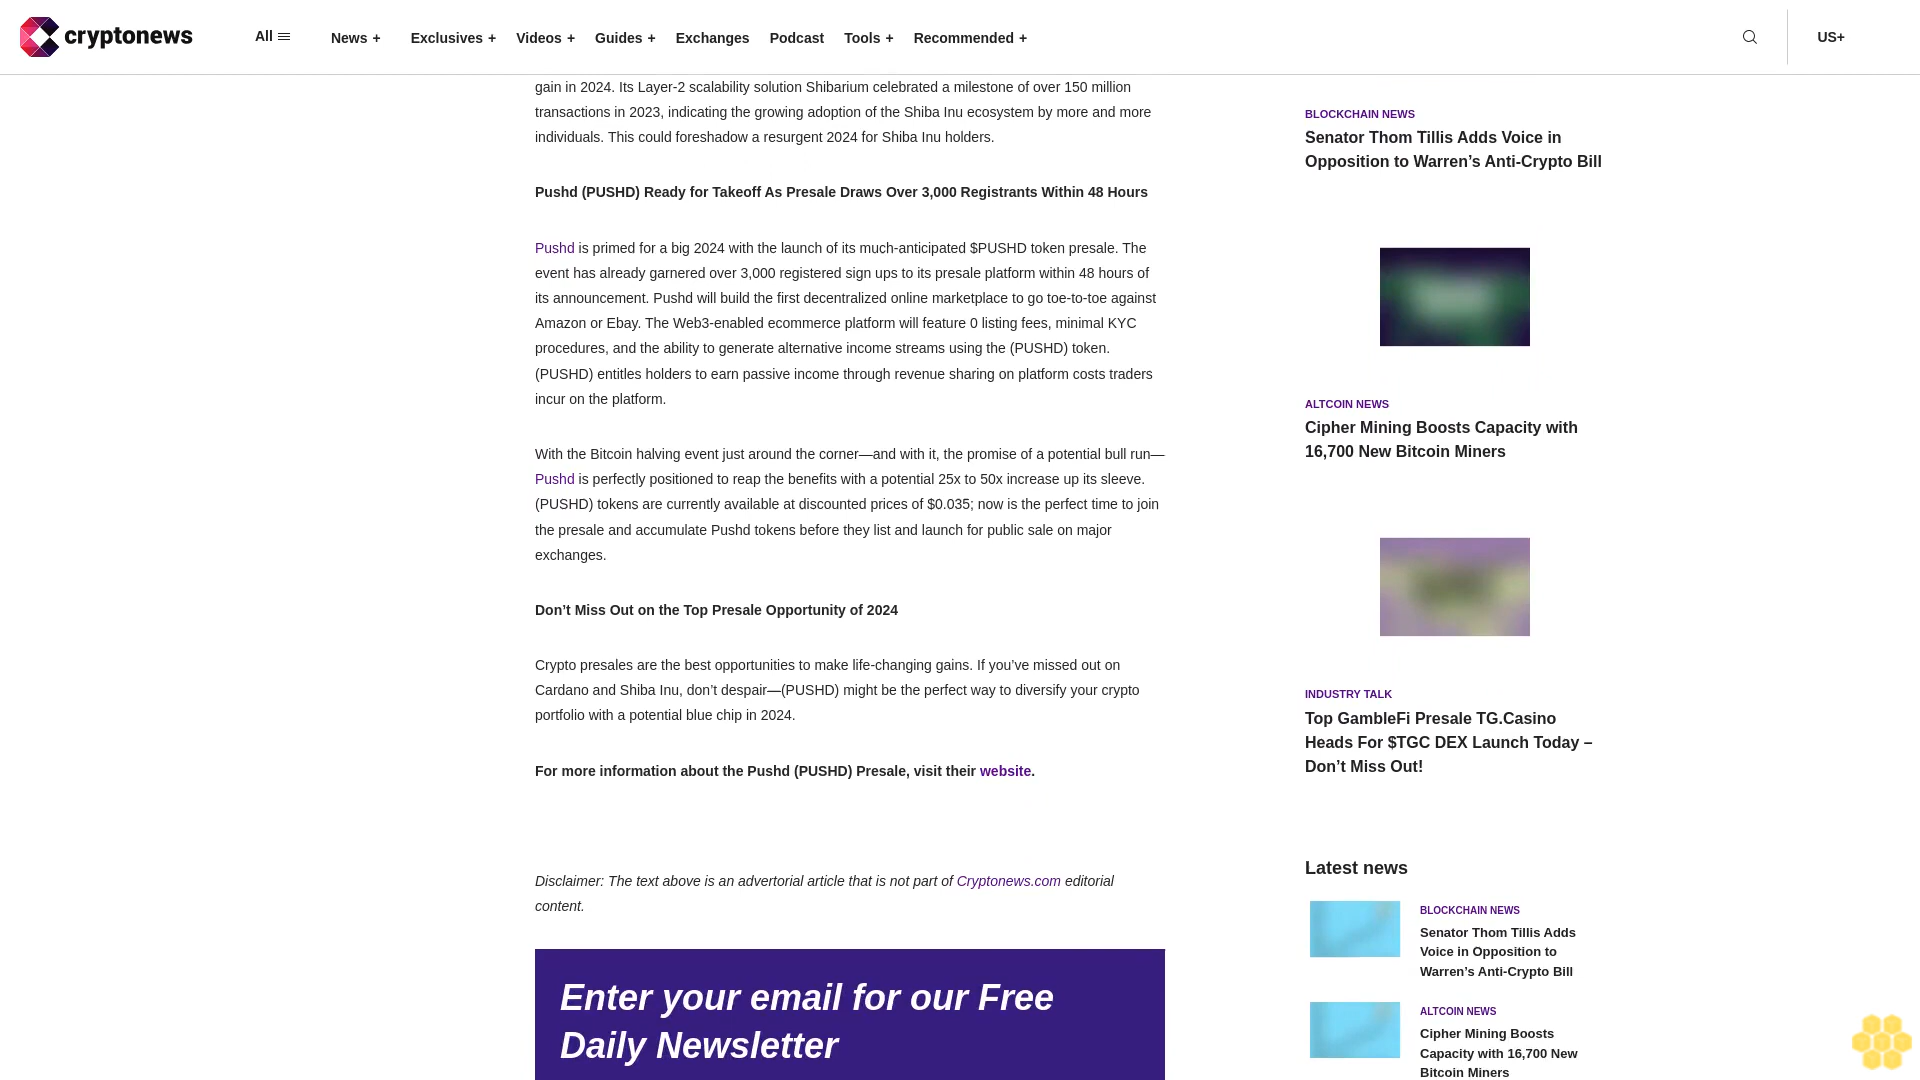 cryptonews
All
News +
Exclusives +
Videos +
Guides +
Exchanges
Podcast
Tools +
Recommended +
US+
gain in 2024. Its Layer-2 scalability solution Shibarium celebrated a milestone of over 150 million
transactions in 2023, indicating the growing adoption of the Shiba Inu ecosystem by more and more
individuals. This could foreshadow a resurgent 2024 for Shiba Inu holders.
Pushd (PUSHD) Ready for Takeoff As Presale Draws Over 3,000 Registrants Within 48 Hours
Pushd is primed for a big 2024 with the launch of its much-anticipated $PUSHD token presale. The
event has already garnered over 3,000 registered sign ups to its presale platform within 48 hours of
its announcement. Pushd will build the first decentralized online marketplace to go toe-to-toe against
Amazon or Ebay. The Web3-enabled ecommerce platform will feature 0 listing fees, minimal KYC
procedures, and the ability to generate alternative income streams using the (PUSHD) token.
(PUSHD) entitles holders to earn passive income through revenue sharing on platform costs traders
incur on the platform.
With the Bitcoin halving event just around the corner—and with it, the promise of a potential bull run—
Pushd is perfectly positioned to reap the benefits with a potential 25x to 50x increase up its sleeve.
(PUSHD) tokens are currently available at discounted prices of $0.035; now is the perfect time to join
the presale and accumulate Pushd tokens before they list and launch for public sale on major
exchanges.
Don’t Miss Out on the Top Presale Opportunity of 2024
Crypto presales are the best opportunities to make life-changing gains. If you’ve missed out on
Cardano and Shiba Inu, don’t despair—(PUSHD) might be the perfect way to diversify your crypto
portfolio with a potential blue chip in 2024.
For more information about the Pushd (PUSHD) Presale, visit their website.
Disclaimer: The text above is an advertorial article that is not part of Cryptonews.com editorial
content.
Enter your email for our Free
Daily Newsletter
BLOCKCHAIN NEWS
Senator Thom Tillis Adds Voice in
Opposition to Warren’s Anti-Crypto Bill
ALTCOIN NEWS
Cipher Mining Boosts Capacity with
16,700 New Bitcoin Miners
INDUSTRY TALK
Top GambleFi Presale TG.Casino
Heads For $TGC DEX Launch Today –
Don’t Miss Out!
Latest news
BLOCKCHAIN NEWS
Senator Thom Tillis Adds
Voice in Opposition to
Warren’s Anti-Crypto Bill
ALTCOIN NEWS
Cipher Mining Boosts
Capacity with 16,700 New
Bitcoin Miners